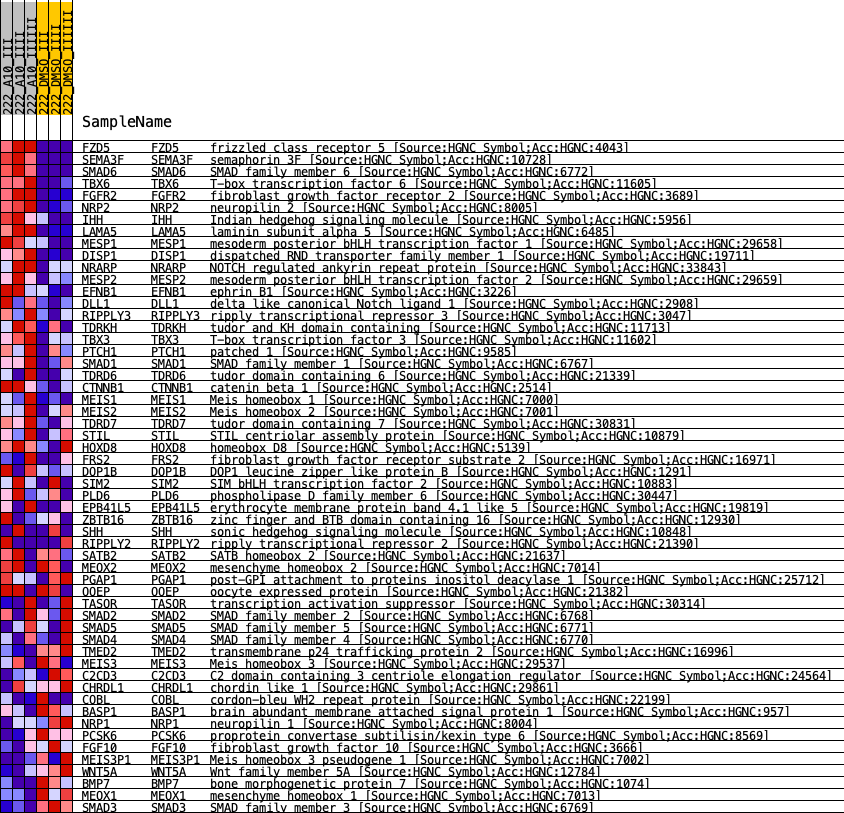 222_A10_III
222_A10_IIII
222_A10_IIIIII
222_DMSO_III
222_DMSO_IIII
222_DMSO_IIIIII
SampleName
FZD5 FZD5 frizzled class receptor 5 [Source:HGNC Symbol;Acc:HGNC:4043]
SEMA3F SEMA3F semaphorin 3F [Source:HGNC Symbol;Acc:HGNC:10728]
SMAD6 SMAD6 SMAD family member 6 [Source:HGNC Symbol;Acc:HGNC:6772]
TBX6 TBX6 T-box transcription factor 6 [Source:HGNC Symbol;Acc:HGNC:11605]
FGFR2 FGFR2 fibroblast growth factor receptor 2 [Source:HGNC Symbol;Acc:HGNC:3689]
NRP2 NRP2 neuropilin 2 [Source:HGNC Symbol;Acc:HGNC:8005]
IHH IHH Indian hedgehog signaling molecule [Source:HGNC Symbol;Acc:HGNC:5956]
LAMA5 LAMA5 laminin subunit alpha 5 [Source:HGNC Symbol;Acc:HGNC:6485]
MESP1 MESP1 mesoderm posterior bHLH transcription factor 1 [Source:HGNC Symbol;Acc:HGNC:29658]
DISP1 DISP1 dispatched RND transporter family member 1 [Source:HGNC Symbol;Acc:HGNC:19711]
NRARP NRARP NOTCH regulated ankyrin repeat protein [Source:HGNC Symbol;Acc:HGNC:33843]
MESP2 MESP2 mesoderm posterior bHLH transcription factor 2 [Source:HGNC Symbol;Acc:HGNC:29659]
EFNB1 EFNB1 ephrin B1 [Source:HGNC Symbol;Acc:HGNC:3226]
DLL1 DLL1 delta like canonical Notch ligand 1 [Source:HGNC Symbol;Acc:HGNC:2908]
RIPPLY3 RIPPLY3 ripply transcriptional repressor 3 [Source:HGNC Symbol;Acc:HGNC:3047]
TDRKH TDRKH tudor and KH domain containing [Source:HGNC Symbol;Acc:HGNC:11713]
TBX3 TBX3 T-box transcription factor 3 [Source:HGNC Symbol;Acc:HGNC:11602]
PTCH1 PTCH1 patched 1 [Source:HGNC Symbol;Acc:HGNC:9585]
SMAD1 SMAD1 SMAD family member 1 [Source:HGNC Symbol;Acc:HGNC:6767]
TDRD6 TDRD6 tudor domain containing 6 [Source:HGNC Symbol;Acc:HGNC:21339]
CTNNB1 CTNNB1 catenin beta 1 [Source:HGNC Symbol;Acc:HGNC:2514]
MEIS1 MEIS1 Meis homeobox 1 [Source:HGNC Symbol;Acc:HGNC:7000]
MEIS2 MEIS2 Meis homeobox 2 [Source:HGNC Symbol;Acc:HGNC:7001]
TDRD7 TDRD7 tudor domain containing 7 [Source:HGNC Symbol;Acc:HGNC:30831]
STIL STIL STIL centriolar assembly protein [Source:HGNC Symbol;Acc:HGNC:10879]
HOXD8 HOXD8 homeobox D8 [Source:HGNC Symbol;Acc:HGNC:5139]
FRS2 FRS2 fibroblast growth factor receptor substrate 2 [Source:HGNC Symbol;Acc:HGNC:16971]
DOP1B DOP1B DOP1 leucine zipper like protein B [Source:HGNC Symbol;Acc:HGNC:1291]
SIM2 SIM2 SIM bHLH transcription factor 2 [Source:HGNC Symbol;Acc:HGNC:10883]
PLD6 PLD6 phospholipase D family member 6 [Source:HGNC Symbol;Acc:HGNC:30447]
EPB41L5 EPB41L5 erythrocyte membrane protein band 4.1 like 5 [Source:HGNC Symbol;Acc:HGNC:19819]
ZBTB16 ZBTB16 zinc finger and BTB domain containing 16 [Source:HGNC Symbol;Acc:HGNC:12930]
SHH SHH sonic hedgehog signaling molecule [Source:HGNC Symbol;Acc:HGNC:10848]
RIPPLY2 RIPPLY2 ripply transcriptional repressor 2 [Source:HGNC Symbol;Acc:HGNC:21390]
SATB2 SATB2 SATB homeobox 2 [Source:HGNC Symbol;Acc:HGNC:21637]
MEOX2 MEOX2 mesenchyme homeobox 2 [Source:HGNC Symbol;Acc:HGNC:7014]
PGAP1 PGAP1 post-GPI attachment to proteins inositol deacylase 1 [Source:HGNC Symbol;Acc:HGNC:25712]
OOEP OOEP oocyte expressed protein [Source:HGNC Symbol;Acc:HGNC:21382]
TASOR TASOR transcription activation suppressor [Source:HGNC Symbol;Acc:HGNC:30314]
SMAD2 SMAD2 SMAD family member 2 [Source:HGNC Symbol;Acc:HGNC:6768]
SMAD5 SMAD5 SMAD family member 5 [Source:HGNC Symbol;Acc:HGNC:6771]
SMAD4 SMAD4 SMAD family member 4 [Source:HGNC Symbol;Acc:HGNC:6770]
TMED2 TMED2 transmembrane p24 trafficking protein 2 [Source:HGNC Symbol;Acc:HGNC:16996]
MEIS3 MEIS3 Meis homeobox 3 [Source:HGNC Symbol;Acc:HGNC:29537]
C2CD3 C2CD3 C2 domain containing 3 centriole elongation regulator [Source:HGNC Symbol;Acc:HGNC:24564]
CHRDL1 CHRDL1 chordin like 1 [Source:HGNC Symbol;Acc:HGNC:29861]
COBL COBL cordon-bleu WH2 repeat protein [Source:HGNC Symbol;Acc:HGNC:22199]
BASP1 BASP1 brain abundant membrane attached signal protein 1 [Source:HGNC Symbol;Acc:HGNC:957]
NRP1 NRP1 neuropilin 1 [Source:HGNC Symbol;Acc:HGNC:8004]
PCSK6 PCSK6 proprotein convertase subtilisin/kexin type 6 [Source:HGNC Symbol;Acc:HGNC:8569]
FGF10 FGF10 fibroblast growth factor 10 [Source:HGNC Symbol;Acc:HGNC:3666]
MEIS3P1 MEIS3P1 Meis homeobox 3 pseudogene 1 [Source:HGNC Symbol;Acc:HGNC:7002]
WNT5A WNT5A Wnt family member 5A [Source:HGNC Symbol;Acc:HGNC:12784]
BMP7 BMP7 bone morphogenetic protein 7 [Source:HGNC Symbol;Acc:HGNC:1074]
MEOX1 MEOX1 mesenchyme homeobox 1 [Source:HGNC Symbol;Acc:HGNC:7013]
SMAD3 SMAD3 SMAD family member 3 [Source:HGNC Symbol;Acc:HGNC:6769]